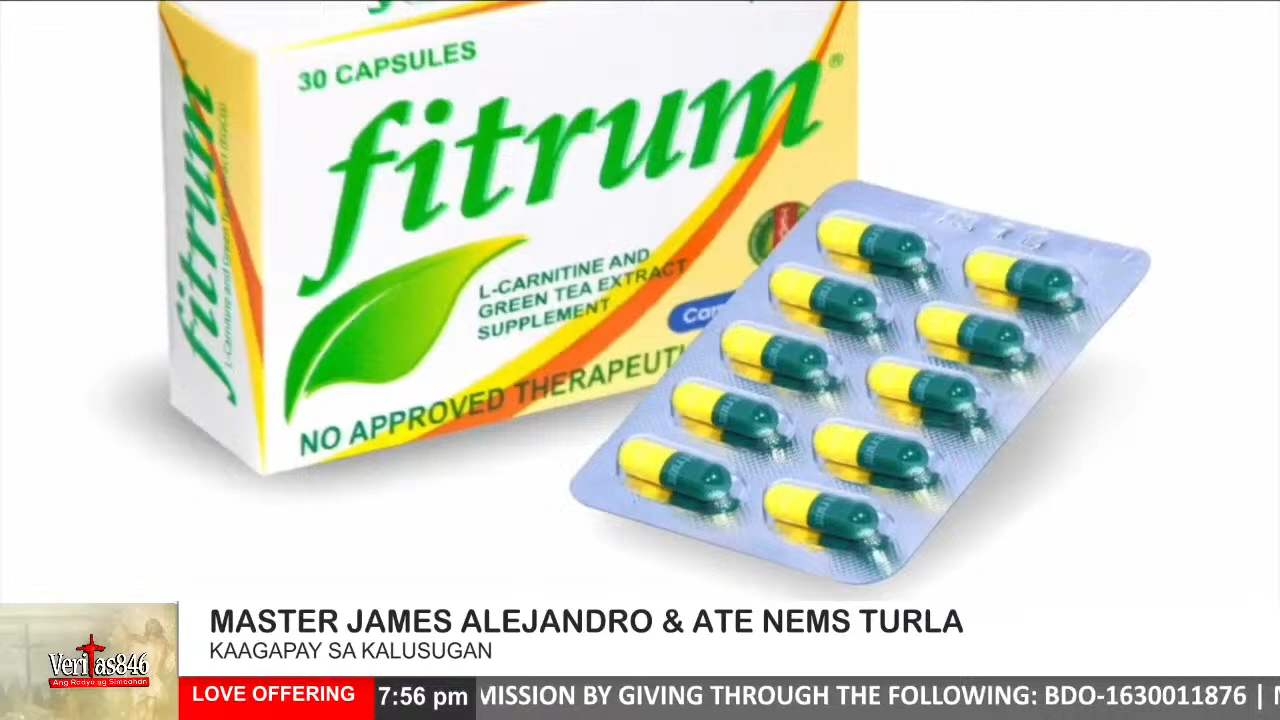 30 CAPSULES
fitrum®
L-CARNITINE AND
GREEN TEA EXTRACT
SUPPLEMENT
NO APPROVED
fitrum
MASTER JAMES ALEJANDRO & ATE NEMS TURLA
KAAGAPAY SA KALUSUGAN
Veritas846
Ang Radyo ng Simbahan
LOVE OFFERING
7:56 pm
MISSION BY GIVING THROUGH THE FOLLOWING: BDO-1630011876 |